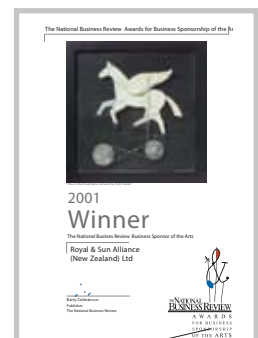 The National Business Review Awards for Business Sponsorship of the Ar
2001
Winner
The National Busines Review Business Sponsor of the Arts
Royal & Sun Alliance
(New Zealand) Ltd
Barry Colman
Publisher
The National Business Review
THE NATIONAL
BUSINESS REVIEW
AWARDS
FOR BUSINESS
SPONSORSHIP
OF THE ARTS